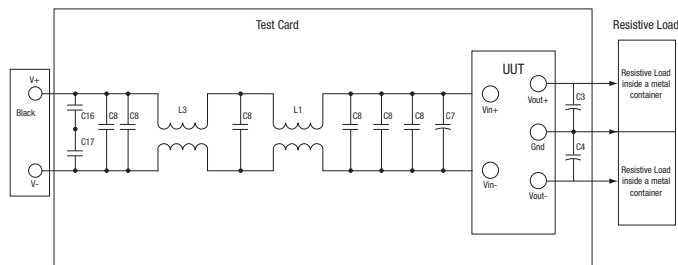 Test Card
Resistive Load
V+
Black
V-
C16
C17
C8
C8
L3
C8
L1
C8
C8
C8
C7
UUT
Vin+
Vin-
Vout+
Gnd
Vout-
C3
C4
Resistive Load
inside a metal
container
Resistive Load
inside a metal
container